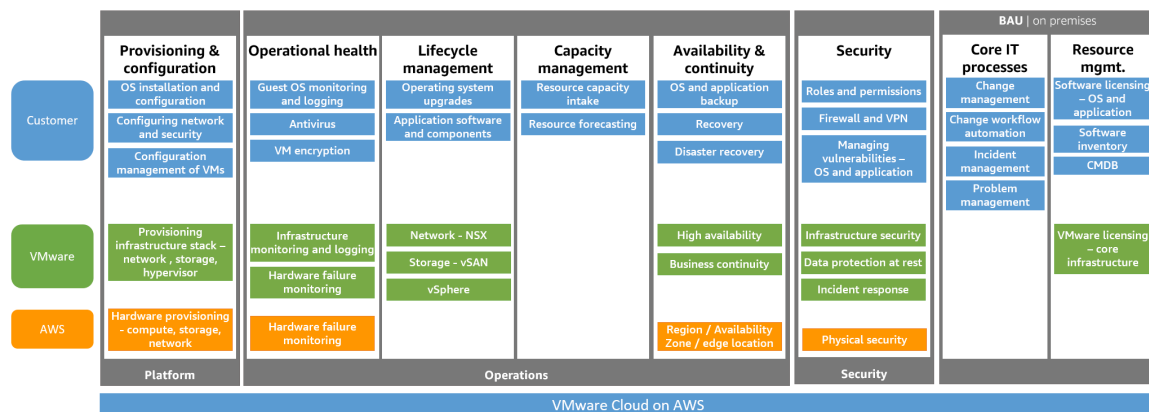 BAU | on premises
Provisioning &
configuration
Operational health
Lifecycle
management
Capacity
management
Availability &
continuity
Security
Core IT
processes
Resource
mgmt.
Customer
OS installation and
configuration
Configuring network
and security
Configuration
management of VMs
Guest OS monitoring
and logging
Antivirus
VM encryption
Operating system
upgrades
Application software
and components
Resource capacity
intake
Resource forecasting
OS and application
backup
Recovery
Disaster recovery
Roles and permissions
Firewall and VPN
Managing
vulnerabilities –
OS and application
Change
management
Change workflow
automation
Incident
management
Problem
management
Software licensing
– OS and
application
Software
inventory
CMDB
VMware
Provisioning
infrastructure stack –
network , storage,
hypervisor
Infrastructure
monitoring and logging
Hardware failure
monitoring
Network - NSX
Storage - vSAN
vSphere
High availability
Business continuity
Infrastructure security
Data protection at rest
Incident response
VMware licensing
– core
infrastructure
AWS
Hardware provisioning
- compute, storage,
network
Hardware failure
monitoring
Region / Availability
Zone / edge location
Physical security
Platform
Operations
Security
VMware Cloud on AWS